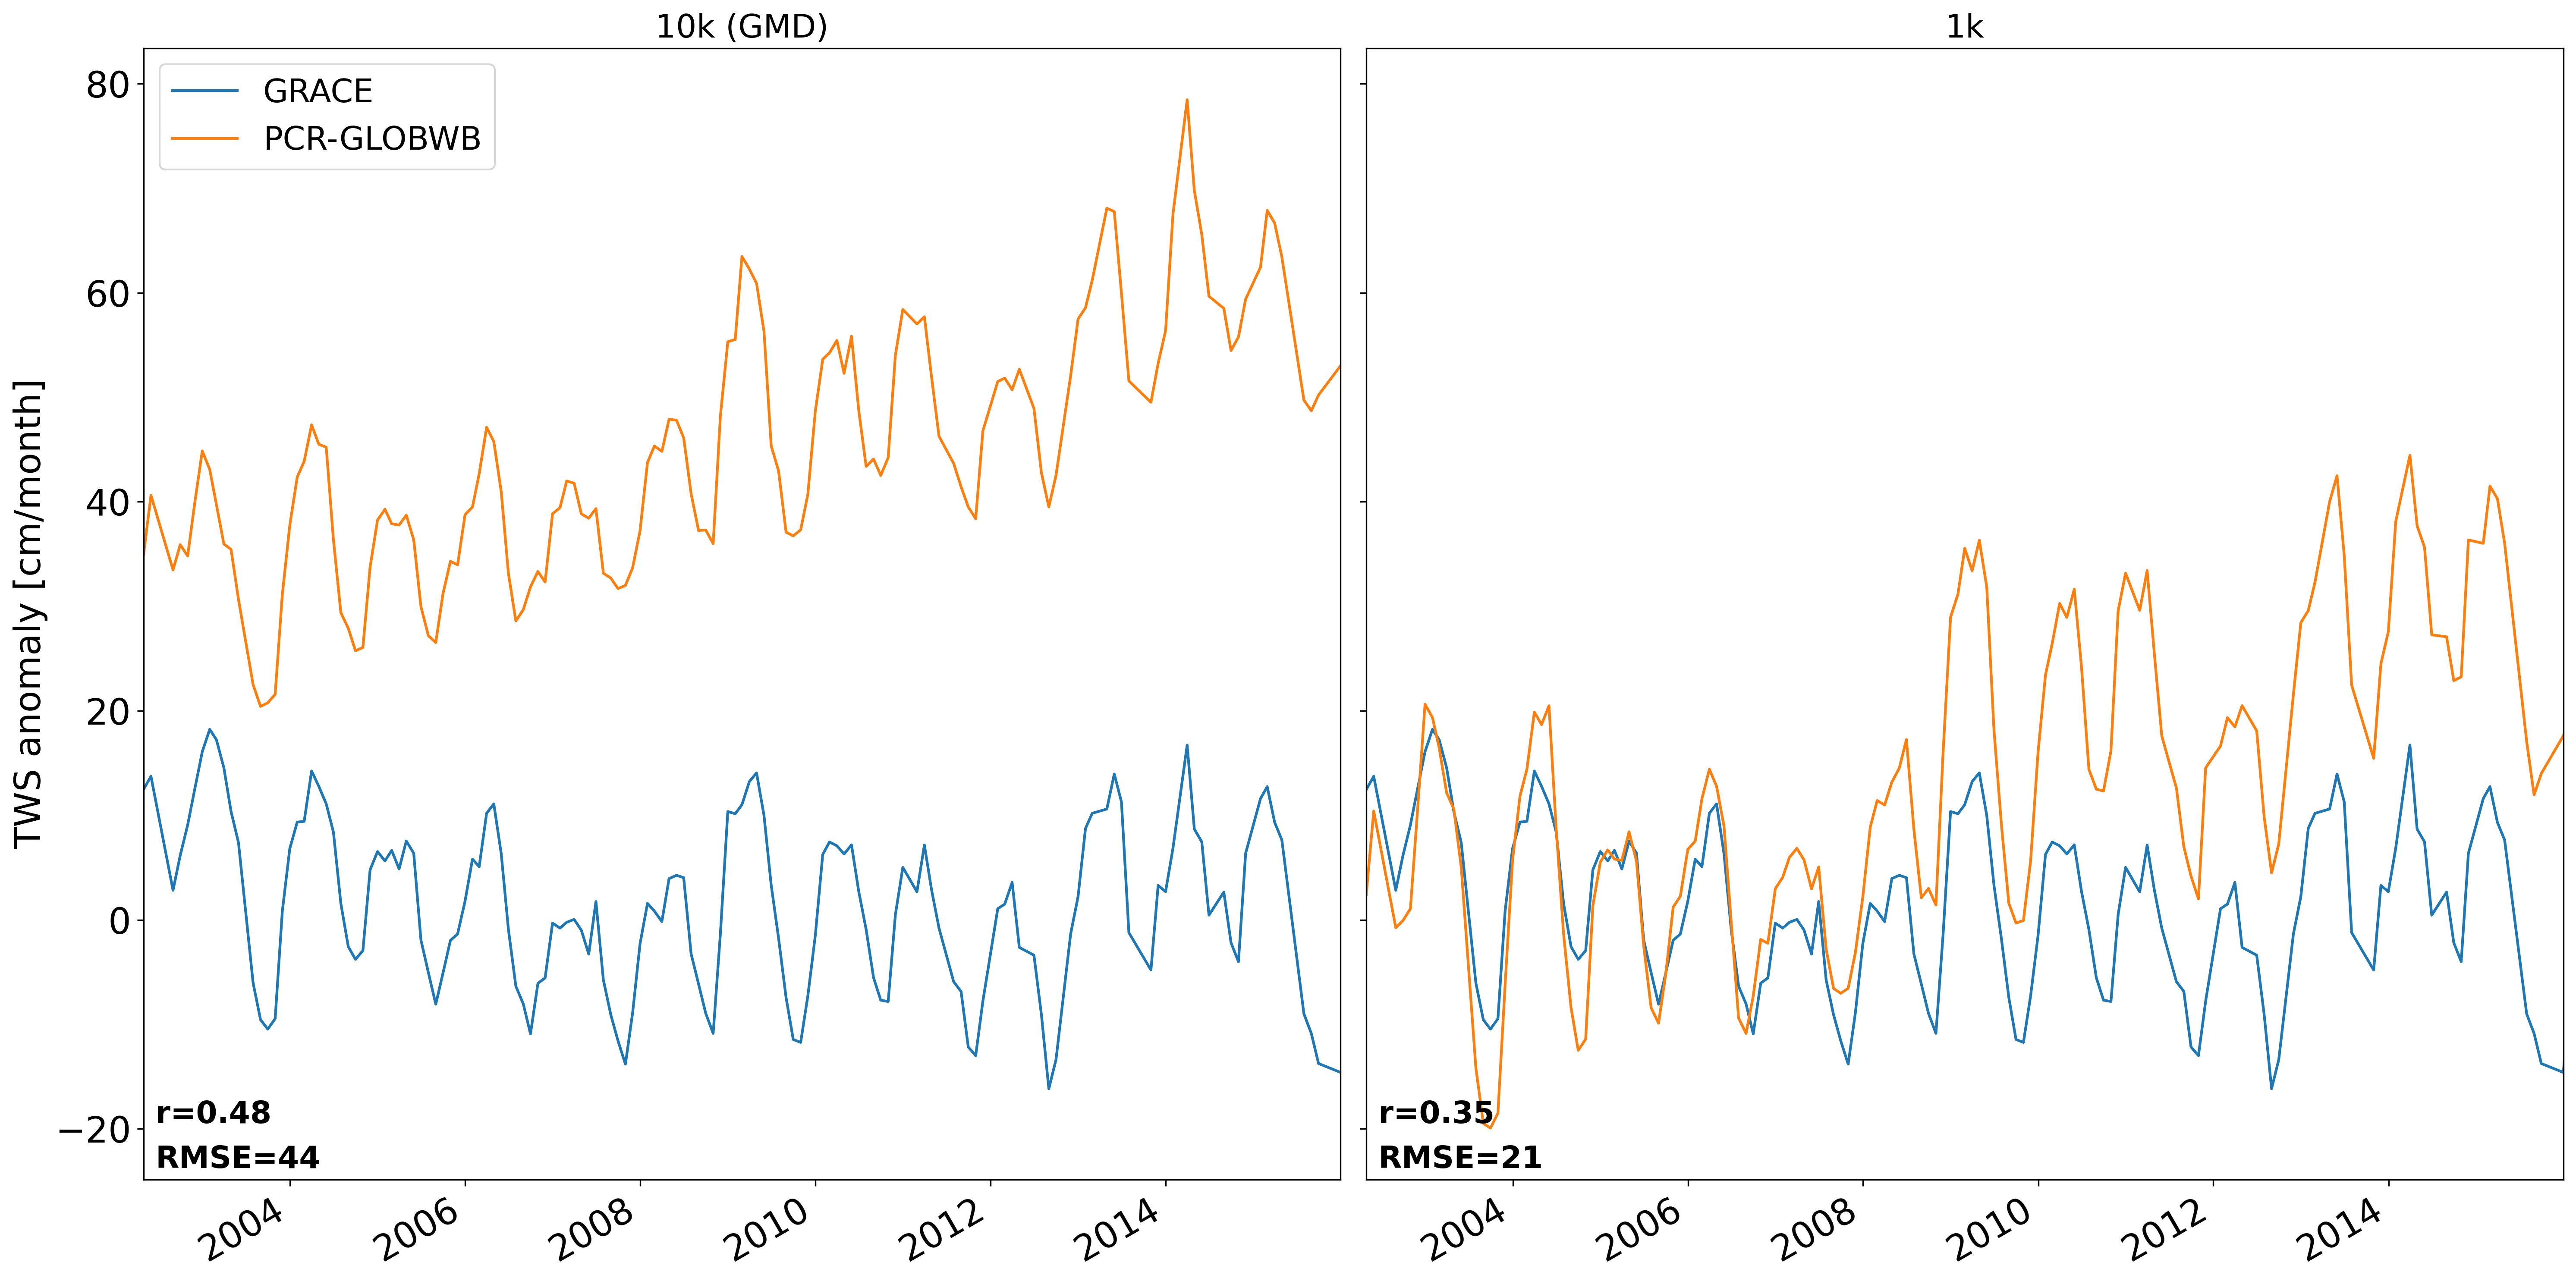 10k (GMD)
1k
GRACE
PCR-GLOBWB
TWS anomaly [cm/month]
80
60
40
20
0
−20
r=0.48
RMSE=44
r=0.35
RMSE=21
2004
2006
2008
2010
2012
2014
2004
2006
2008
2010
2012
2014